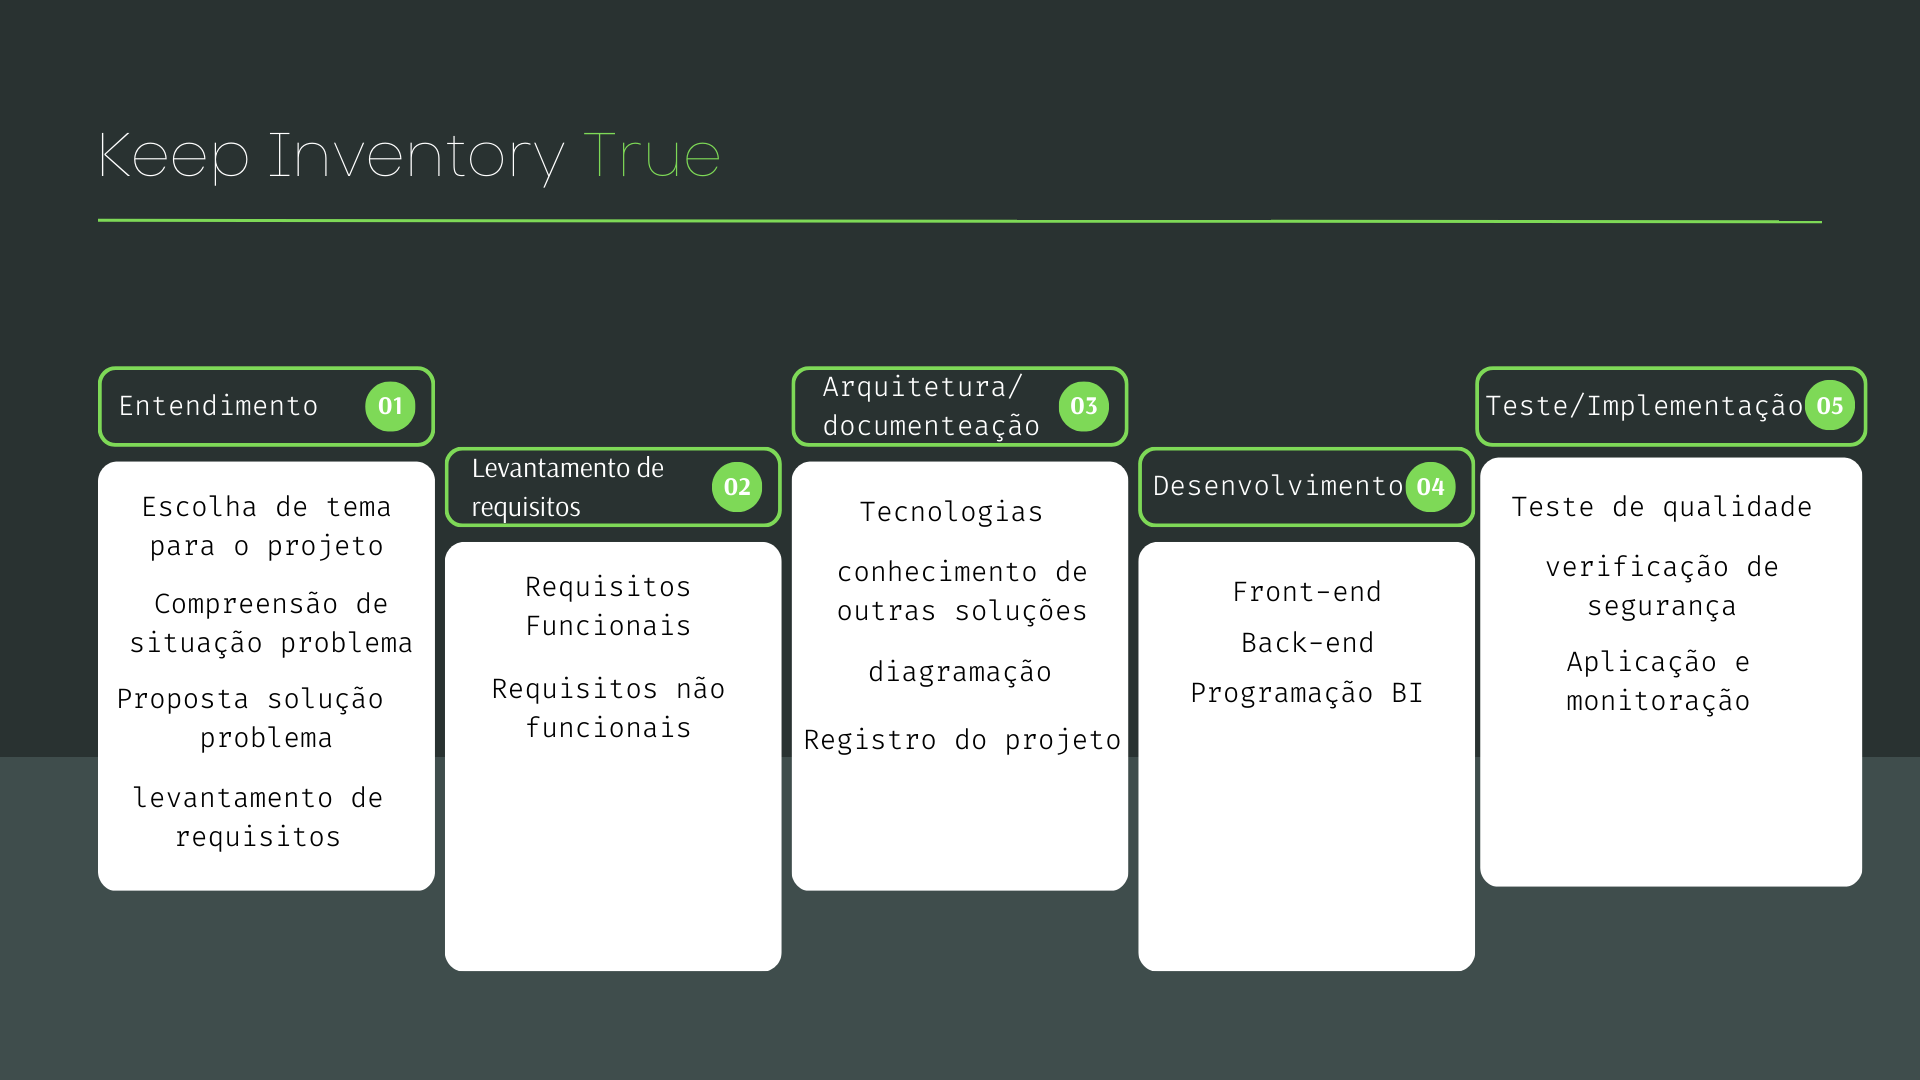 Keep Inventory True
Entendimento 01
Escolha de tema
para o projeto
Compreensão de
situação problema
Proposta solução
problema
levantamento de
requisitos
Levantamento de
requisitos
02
Requisitos
Funcionais
Requisitos não
funcionais
Arquitetura/
documenteação
03
Tecnologias
conhecimento de
outras soluções
diagramação
Registro do projeto
Desenvolvimento 04
Front-end
Back-end
Programação BI
Teste/Implementação 05
Teste de qualidade
verificação de
segurança
Aplicação e
monitoração